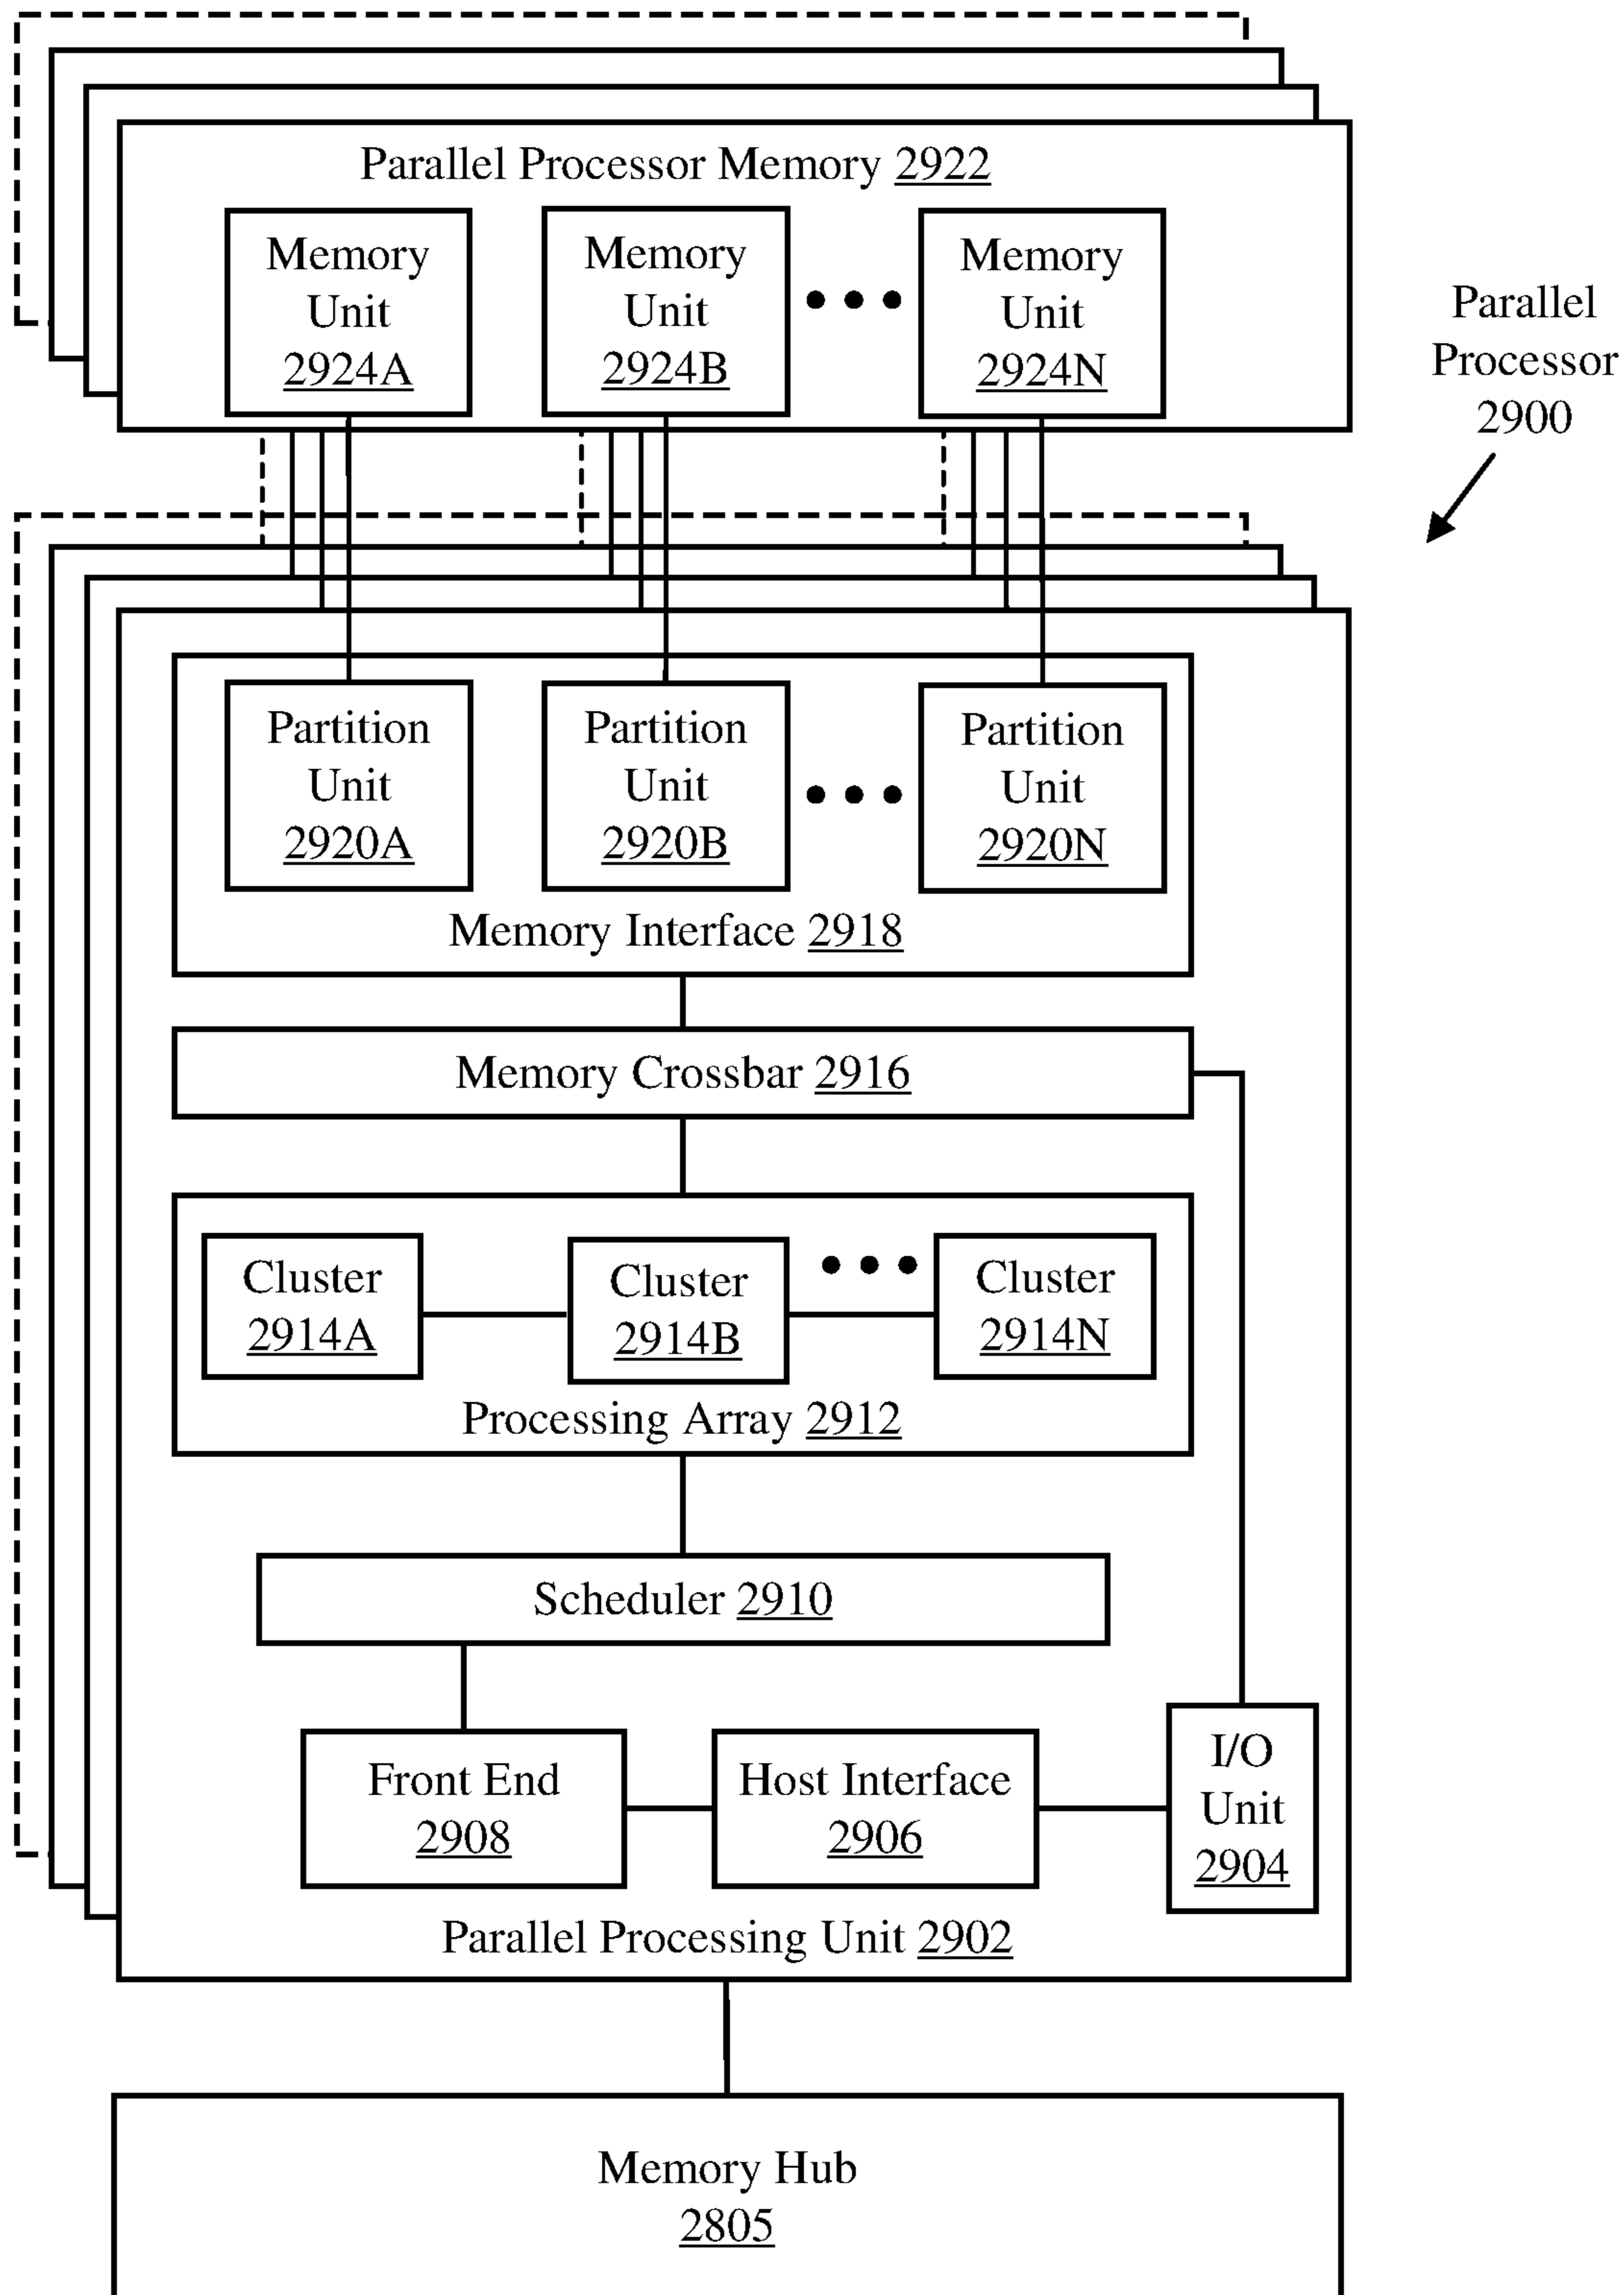 Parallel Processor Memory 2922
Memory
Unit
2924A
Memory
Unit
2924B
Memory
Unit
2924N
Parallel
Processor
2900
Partition
Unit
2920A
Partition
Unit
2920B
Partition
Unit
2920N
Memory Interface 2918
Memory Crossbar 2916
Cluster
2914A
Cluster
2914B
Cluster
2914N
Processing Array 2912
Scheduler 2910
Front End
2908
Host Interface
2906
I/O
Unit
2904
Parallel Processing Unit 2902
Memory Hub
2805